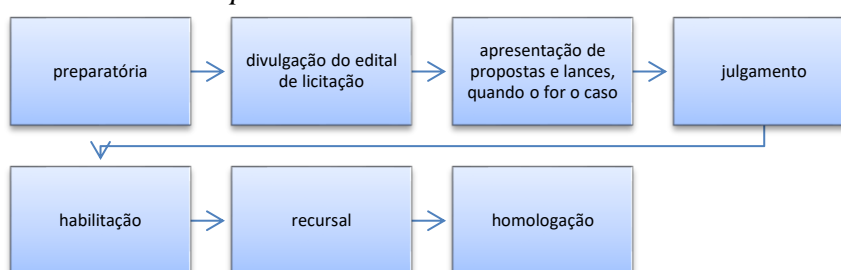 preparatória
divulgação do edital
de licitação
apresentação de
propostas e lances,
quando o for o caso
julgamento
habilitação
recursal
homologação